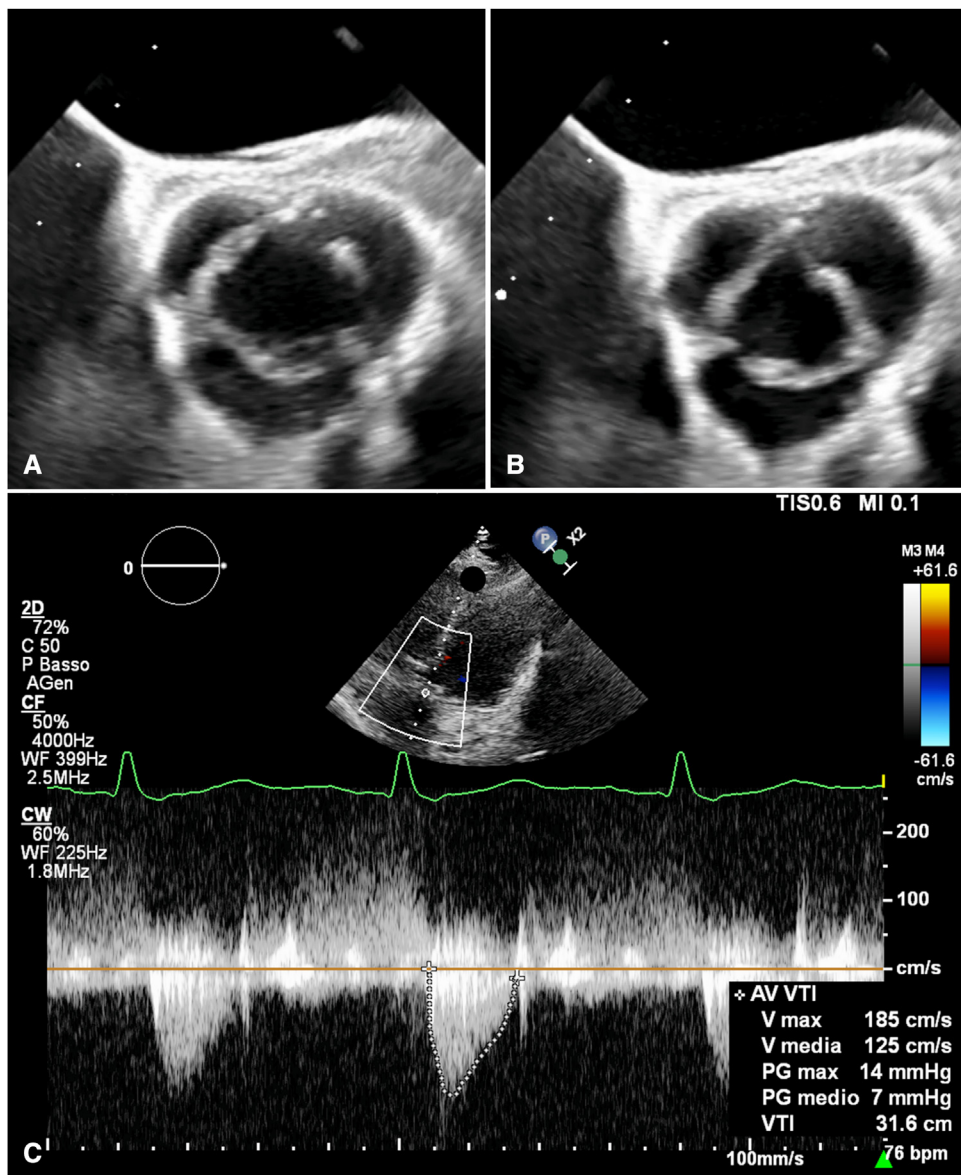 A
B
TIS0.6 MI 0.1
0
P
X2
M3 M4
+61.6
-61.6
cm/s
2D
72%
C 50
P Basso
AGen
CF
50%
4000Hz
WF 399Hz
2.5MHz
CW
60%
WF 225Hz
1.8MHz
200
100
cm/s
AV VTI
V max 185 cm/s
V media 125 cm/s
PG max 14 mmHg
PG medio 7 mmHg
VTI 31.6 cm
C
100mm/s
76 bpm